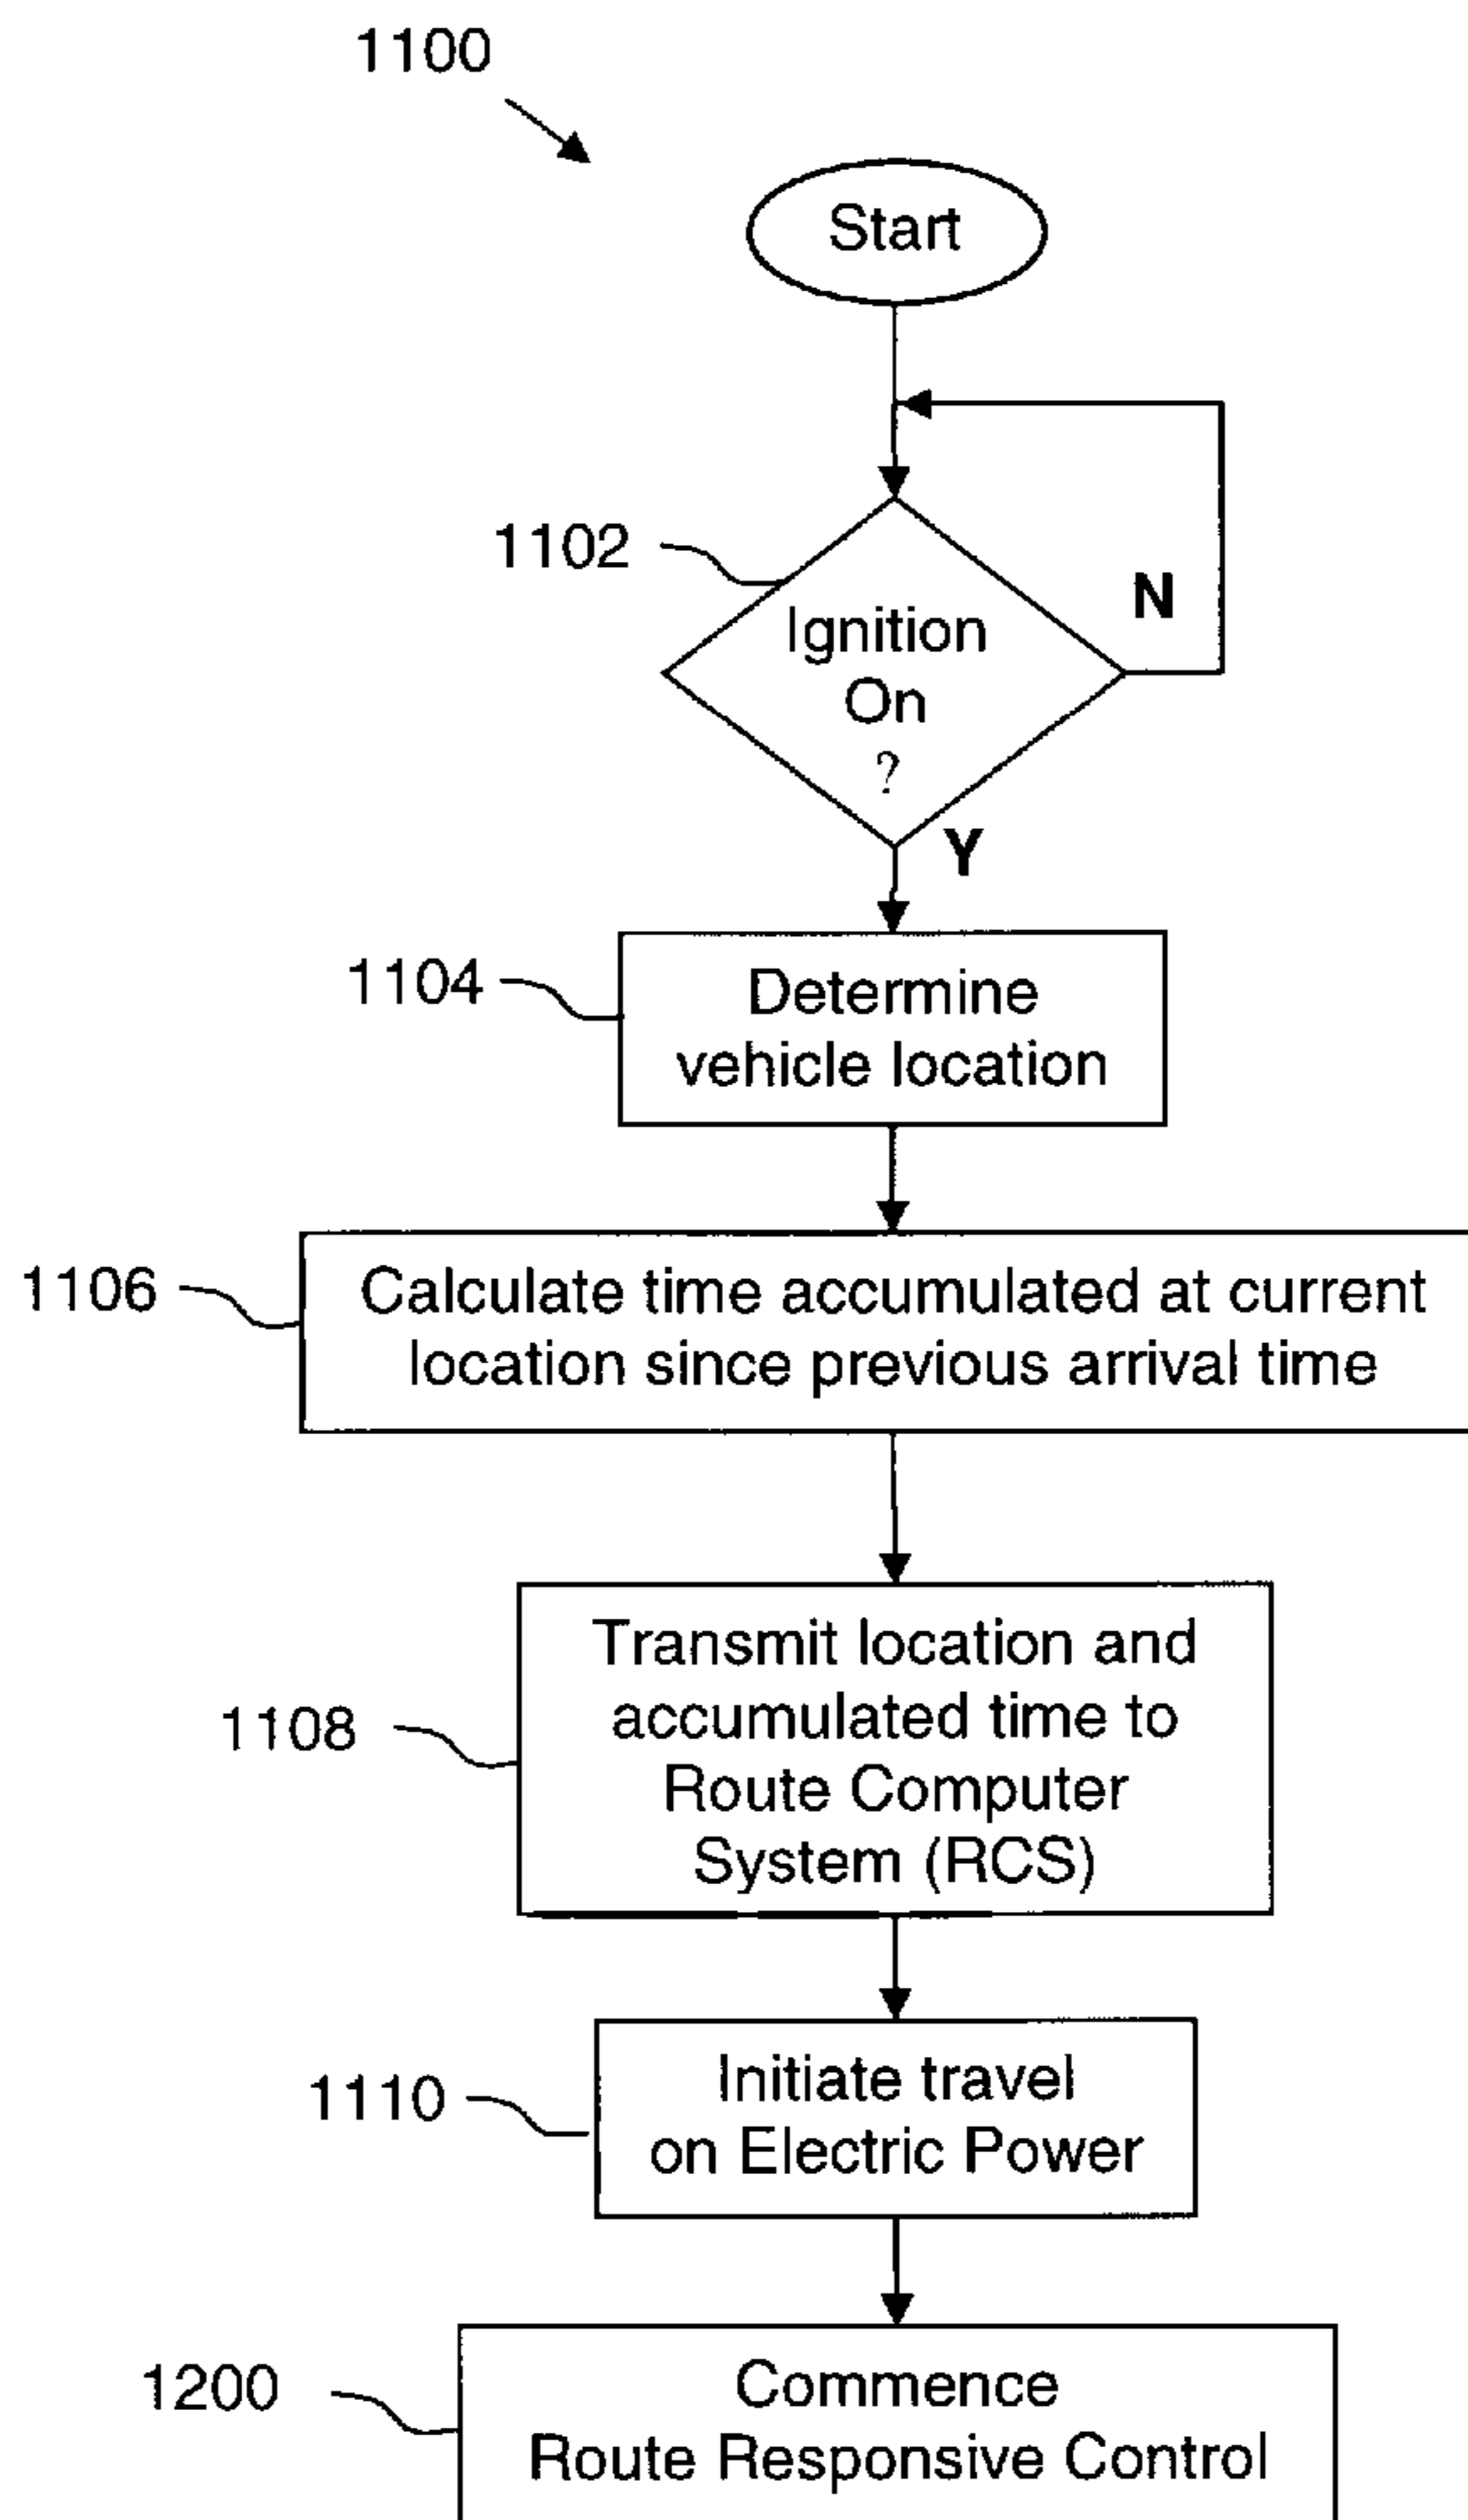 1100
Start
1102
Ignition
On
?
N
Y
1104
Determine
vehicle location
1106
Calculate time accumulated at current
location since previous arrival time
1108
Transmit location and
accumulated time to
Route Computer
System (RCS)
1110
Initiate travel
on Electric Power
1200
Commence
Route Responsive Control